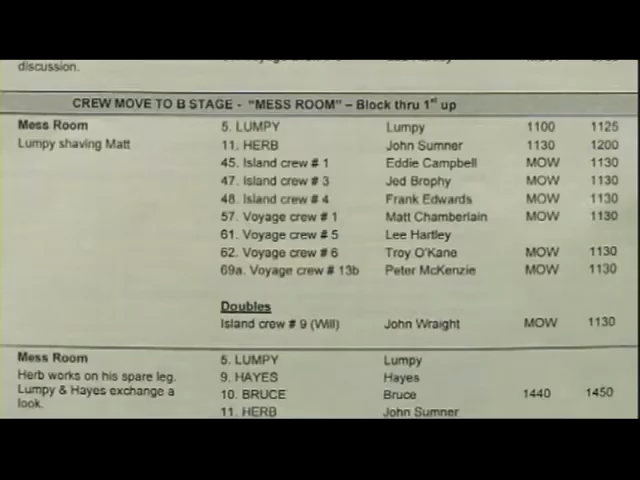 discussion.
CREW MOVE TO B STAGE - "MESS ROOM" – Block thru 1st up
Mess Room 5. LUMPY Lumpy 1100 1125
Lumpy shaving Matt 11. HERB John Sumner 1130 1200
45. Island crew # 1 Eddie Campbell MOW 1130
47. Island crew # 3 Jed Brophy MOW 1130
48. Island crew # 4 Frank Edwards MOW 1130
57. Voyage crew # 1 Matt Chamberlain MOW 1130
61. Voyage crew # 5 Lee Hartley
62. Voyage crew # 6 Troy O'Kane MOW 1130
69a. Voyage crew # 13b Peter McKenzie MOW 1130
Doubles
Island crew # 9 (Will) John Wraight MOW 1130
Mess Room 5. LUMPY Lumpy
Herb works on his spare leg. 9. HAYES Hayes
Lumpy & Hayes exchange a 10. BRUCE Bruce 1440 1450
look. 11. HERB John Sumner